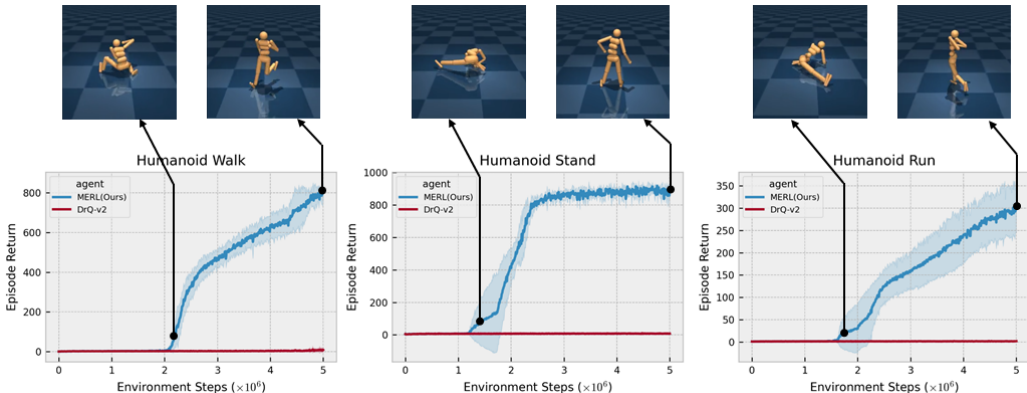 Humanoid Walk
agent
MERL(Ours)
DrQ-v2
Episode Return
800
600
400
200
0
0 1 2 3 4 5
Environment Steps (×10⁶)
Humanoid Stand
agent
MERL(Ours)
DrQ-v2
Episode Return
1000
800
600
400
200
0
0 1 2 3 4 5
Environment Steps (×10⁶)
Humanoid Run
agent
MERL(Ours)
DrQ-v2
Episode Return
350
300
250
200
150
100
50
0
0 1 2 3 4 5
Environment Steps (×10⁶)